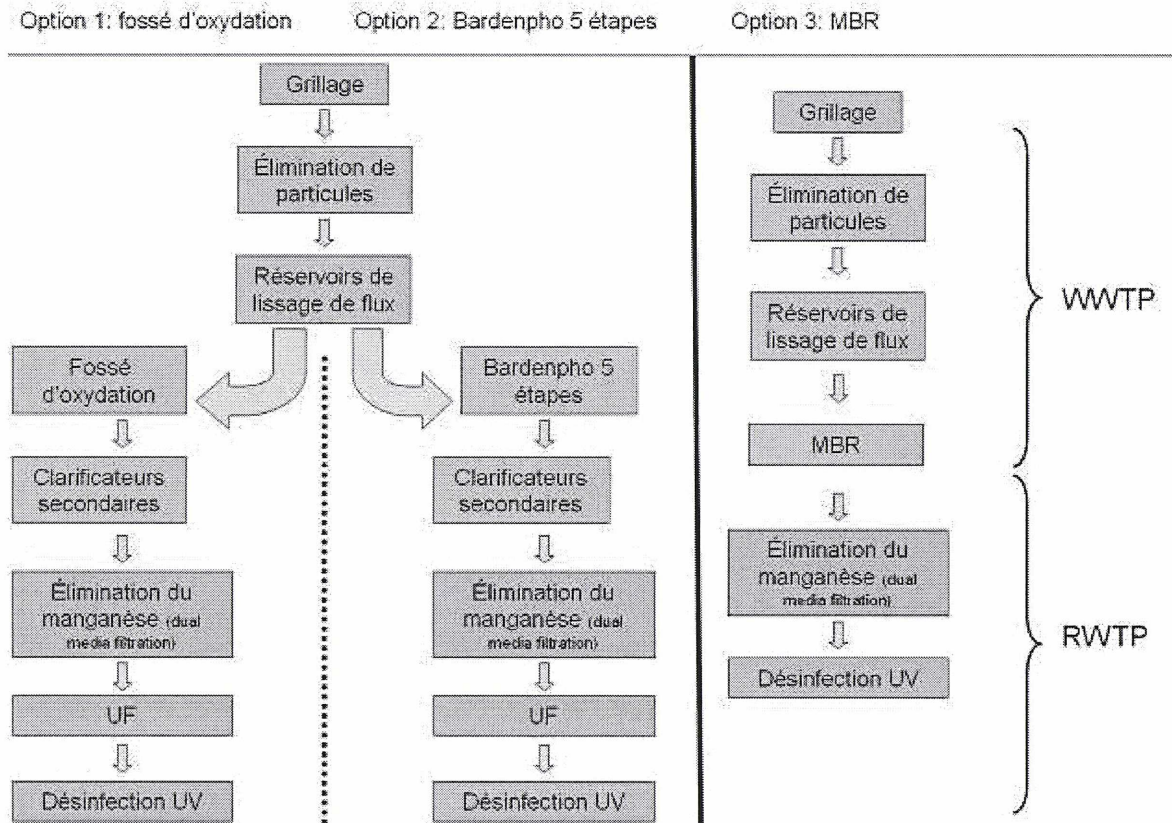 Option 1: fossé d'oxydation
Option 2: Bardenpho 5 étapes
Option 3: MBR
Grillage
Élimination de
particules
Réservoirs de
lissage de flux
Fossé
d'oxydation
Clarificateurs
secondaires
Élimination du
manganèse (dual
media filtration)
UF
Désinfection UV
Bardenpho 5
étapes
Clarificateurs
secondaires
Élimination du
manganèse (dual
media filtration)
UF
Désinfection UV
Grillage
Élimination de
particules
Réservoirs de
lissage de flux
MBR
Élimination du
manganèse (dual
media filtration)
Désinfection UV
WWTP
RWTP